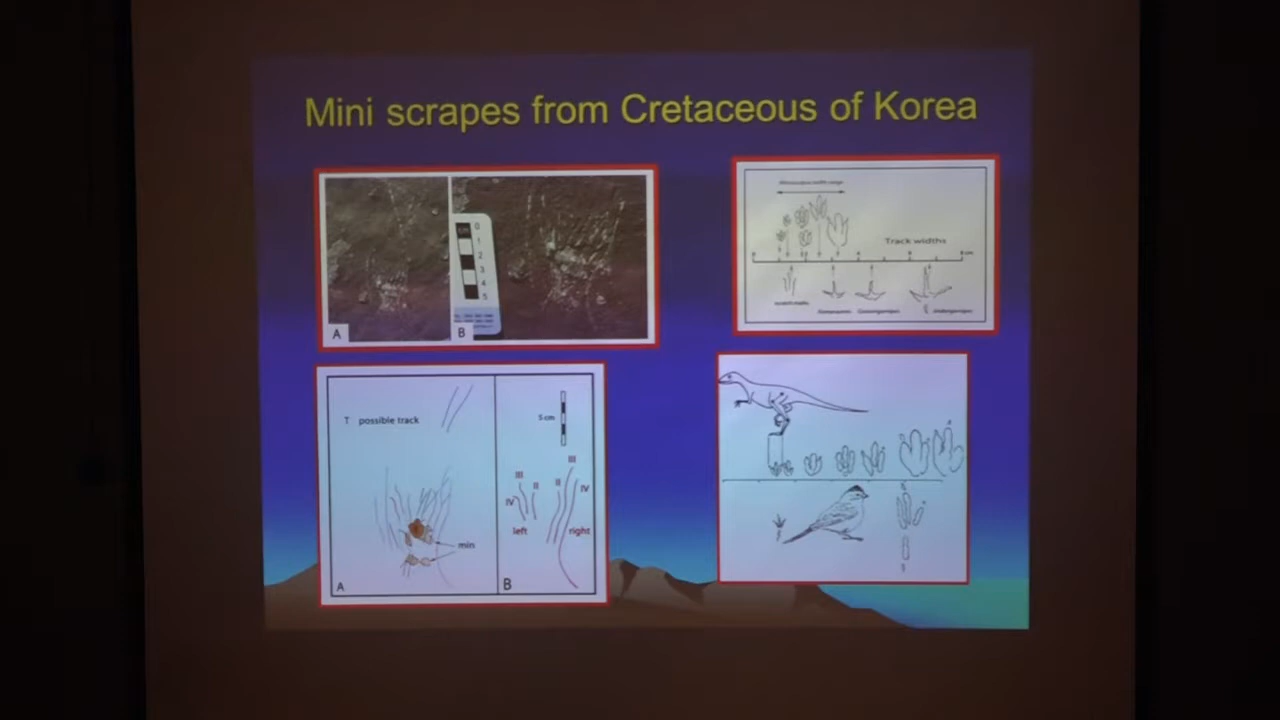 Mini scrapes from Cretaceous of Korea
cm
0
1
2
3
4
5
A
B
Track widths
T possible track
min
A
5 cm
III
III
II
II
IV
IV
left
right
B